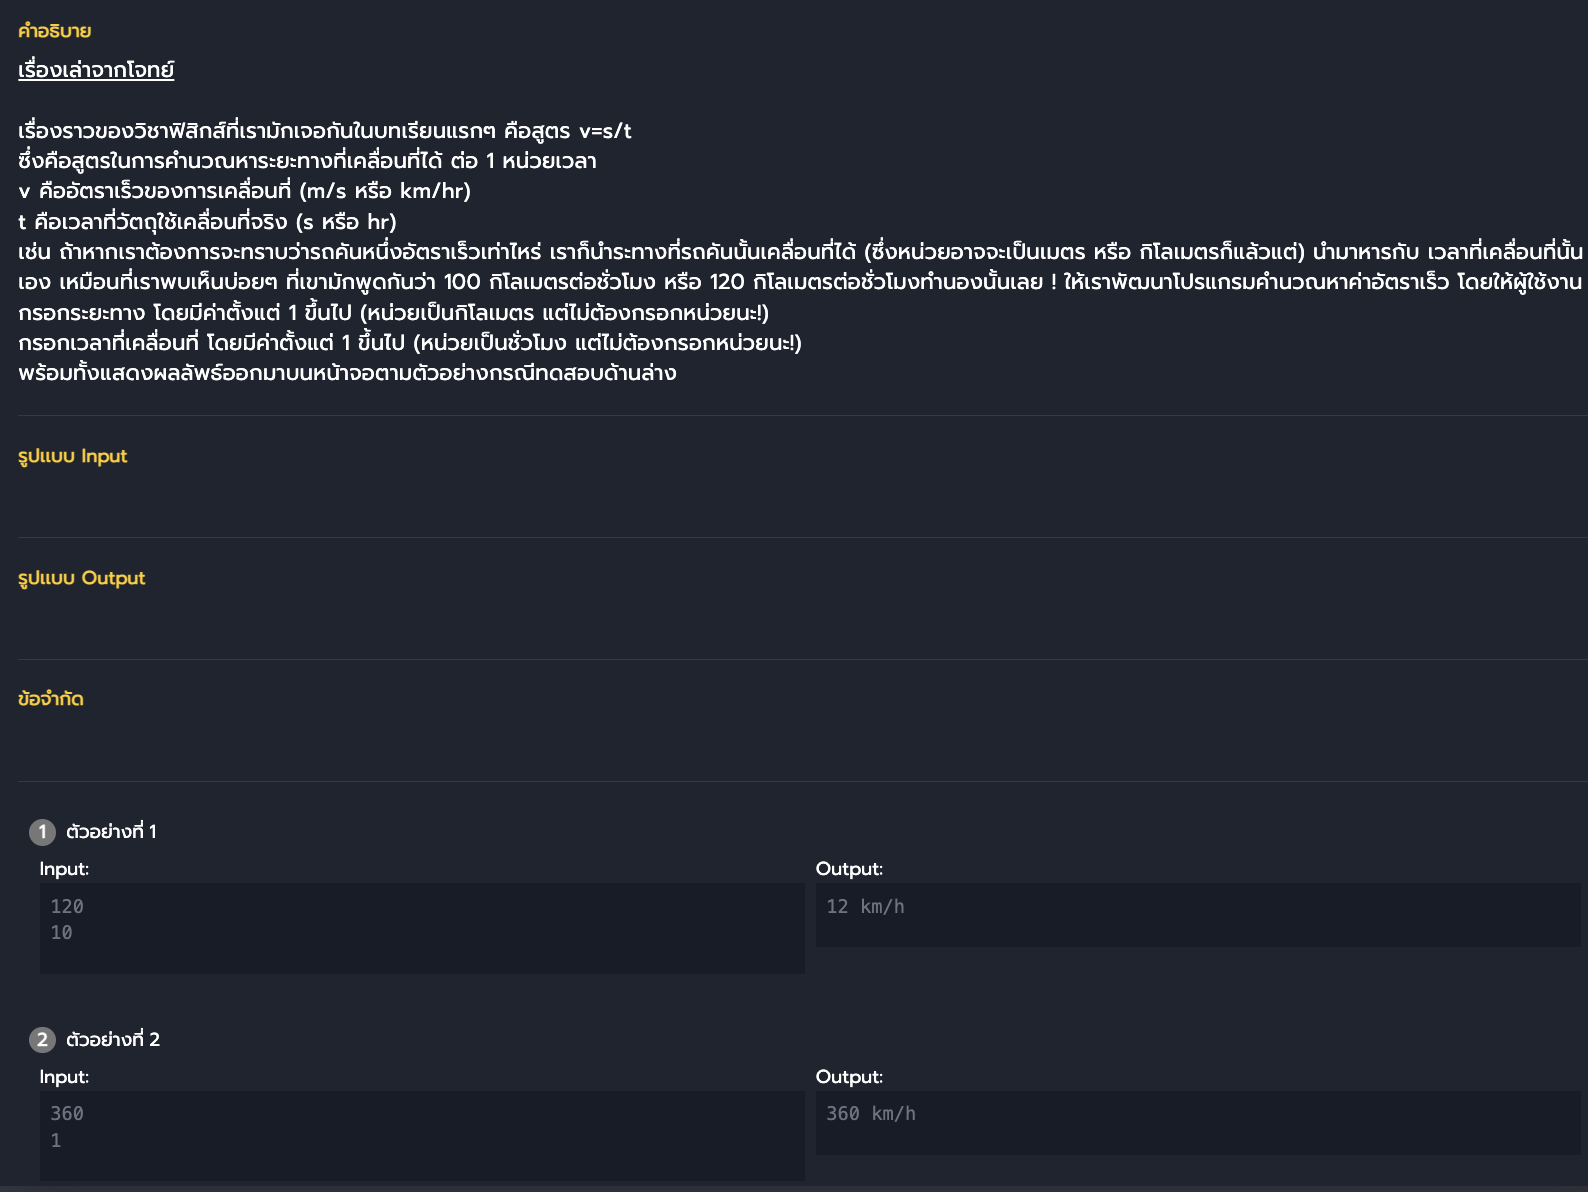 คำอธิบาย
เรื่องเล่าจากโจทย์
เรื่องราวของวิชาฟิสิกส์ที่เรามักเจอกันในบทเรียนแรกๆ คือสูตร v=s/t
ซึ่งคือสูตรในการคำนวณหาระยะทางที่เคลื่อนที่ได้ ต่อ 1 หน่วยเวลา
v คืออัตราเร็วของการเคลื่อนที่ (m/s หรือ km/hr)
t คือเวลาที่วัตถุใช้เคลื่อนที่จริง (s หรือ hr)
เช่น ถ้าหากเราต้องการจะทราบว่ารถคันหนึ่งอัตราเร็วเท่าไหร่ เราก็นำระทางที่รถคันนั้นเคลื่อนที่ได้ (ซึ่งหน่วยอาจจะเป็นเมตร หรือ กิโลเมตรก็แล้วแต่) นำมาหารกับ เวลาที่เคลื่อนที่นั้น
เอง เหมือนที่เราพบเห็นบ่อยๆ ที่เขามักพูดกันว่า 100 กิโลเมตรต่อชั่วโมง หรือ 120 กิโลเมตรต่อชั่วโมงทำนองนั้นเลย ! ให้เราพัฒนาโปรแกรมคำนวณหาค่าอัตราเร็ว โดยให้ผู้ใช้งาน
กรอกระยะทาง โดยมีค่าตั้งแต่ 1 ขึ้นไป (หน่วยเป็นกิโลเมตร แต่ไม่ต้องกรอกหน่วยนะ!)
กรอกเวลาที่เคลื่อนที่ โดยมีค่าตั้งแต่ 1 ขึ้นไป (หน่วยเป็นชั่วโมง แต่ไม่ต้องกรอกหน่วยนะ!)
พร้อมทั้งแสดงผลลัพธ์ออกมาบนหน้าจอตามตัวอย่างกรณีทดสอบด้านล่าง
รูปแบบ Input
รูปแบบ Output
ข้อจำกัด
1 ตัวอย่างที่ 1
Input:
120
10
Output:
12 km/h
2 ตัวอย่างที่ 2
Input:
360
1
Output:
360 km/h